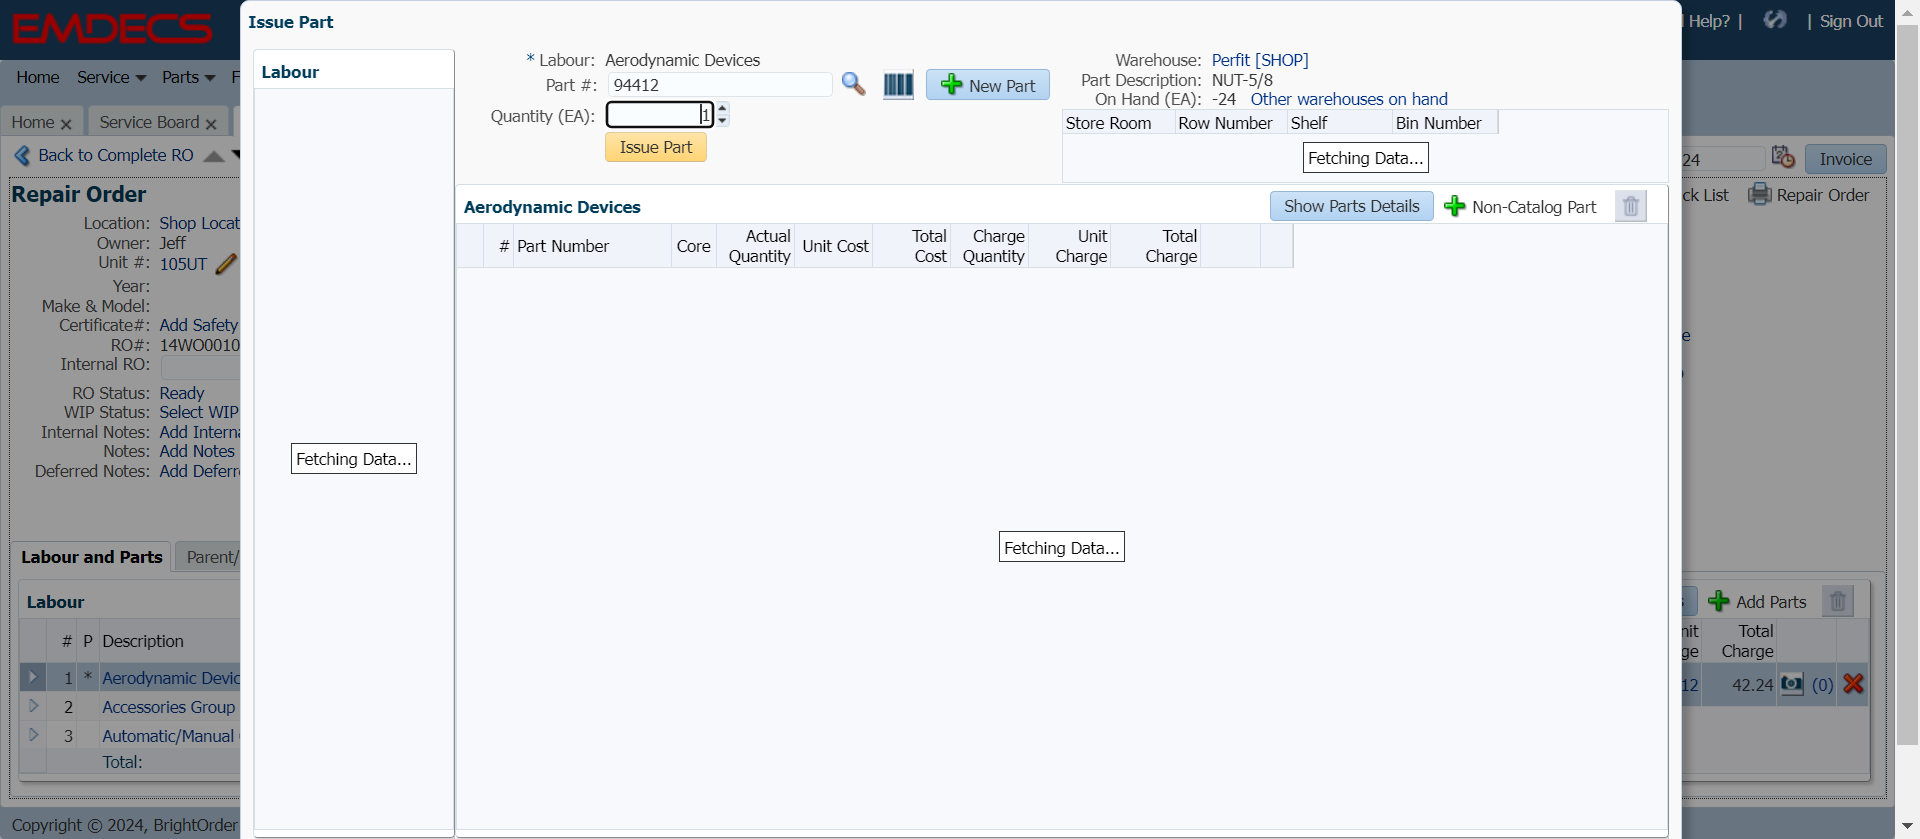 EMDECS
Help? | | Sign Out
Home Service Parts F
Home Service Board
Back to Complete RO
24 Invoice
ck List Repair Order
Repair Order
Location: Shop Locat
Owner: Jeff
Unit #: 105UT
Year:
Make & Model:
Certificate#: Add Safety
RO#: 14WO0010
Internal RO:
RO Status: Ready
WIP Status: Select WIP
Internal Notes: Add Interna
Notes: Add Notes
Deferred Notes: Add Deferr
Labour and Parts Parent/
Labour
# P Description
1 * Aerodynamic Devic
2 Accessories Group
3 Automatic/Manual
Total:
Add Parts
nit Total
ge Charge
12 42.24 (0)
Copyright © 2024, BrightOrder
Issue Part
Labour
Fetching Data...
* Labour: Aerodynamic Devices
Part #: 94412 New Part
Quantity (EA): 1
Issue Part
Warehouse: Perfit [SHOP]
Part Description: NUT-5/8
On Hand (EA): -24 Other warehouses on hand
Store Room Row Number Shelf Bin Number
Fetching Data...
Aerodynamic Devices Show Parts Details Non-Catalog Part
# Part Number Core Actual Quantity Unit Cost Total Cost Charge Quantity Unit Charge Total Charge
Fetching Data...